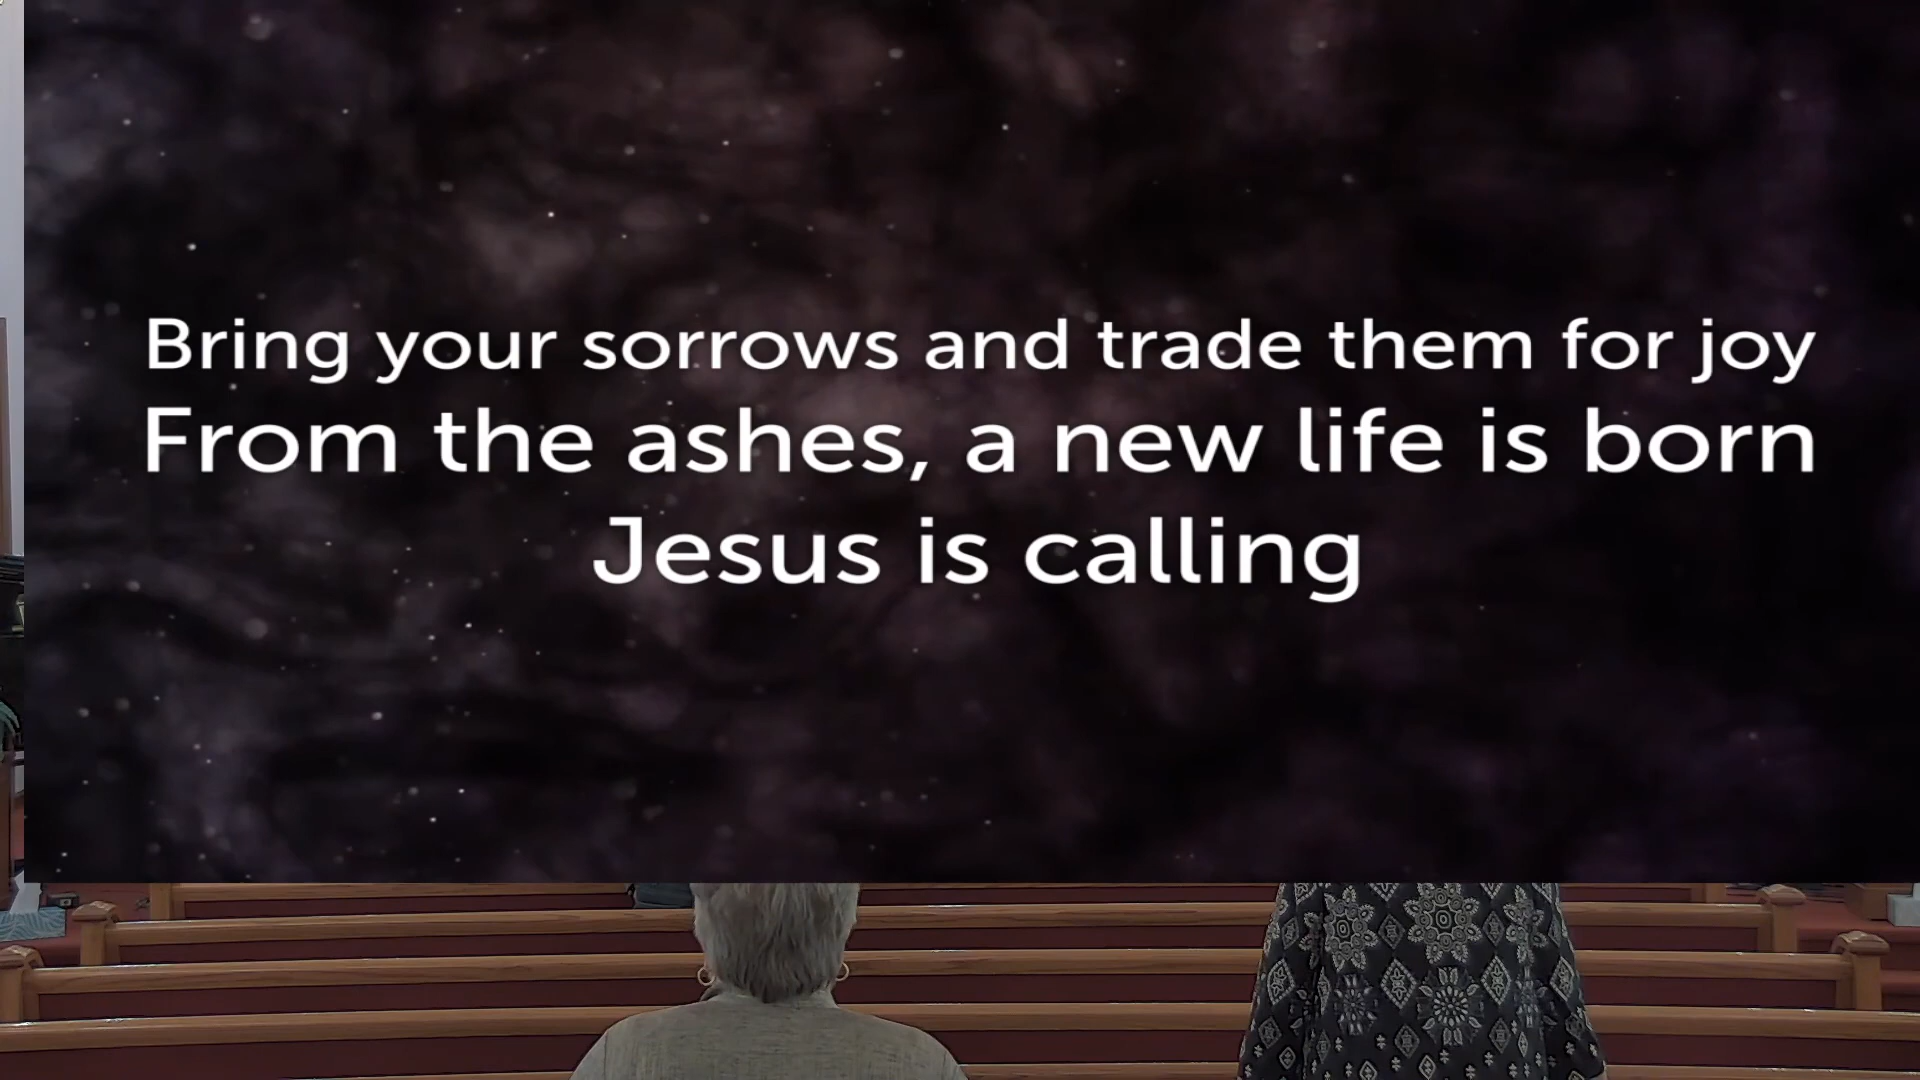 Bring your sorrows and trade them for joy
From the ashes, a new life is born
Jesus is calling